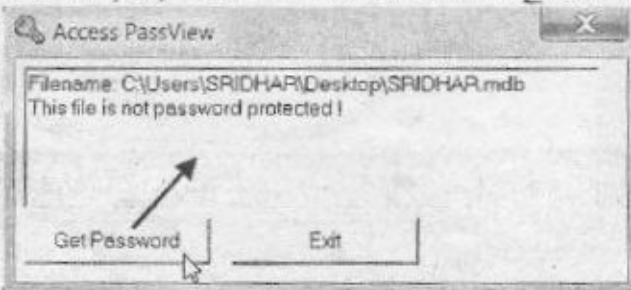 Access PassView
Filename: C:\Users\SRIDHAR\Desktop\SRIDHAR.mdb
This file is not password protected !
Get Password
Exit